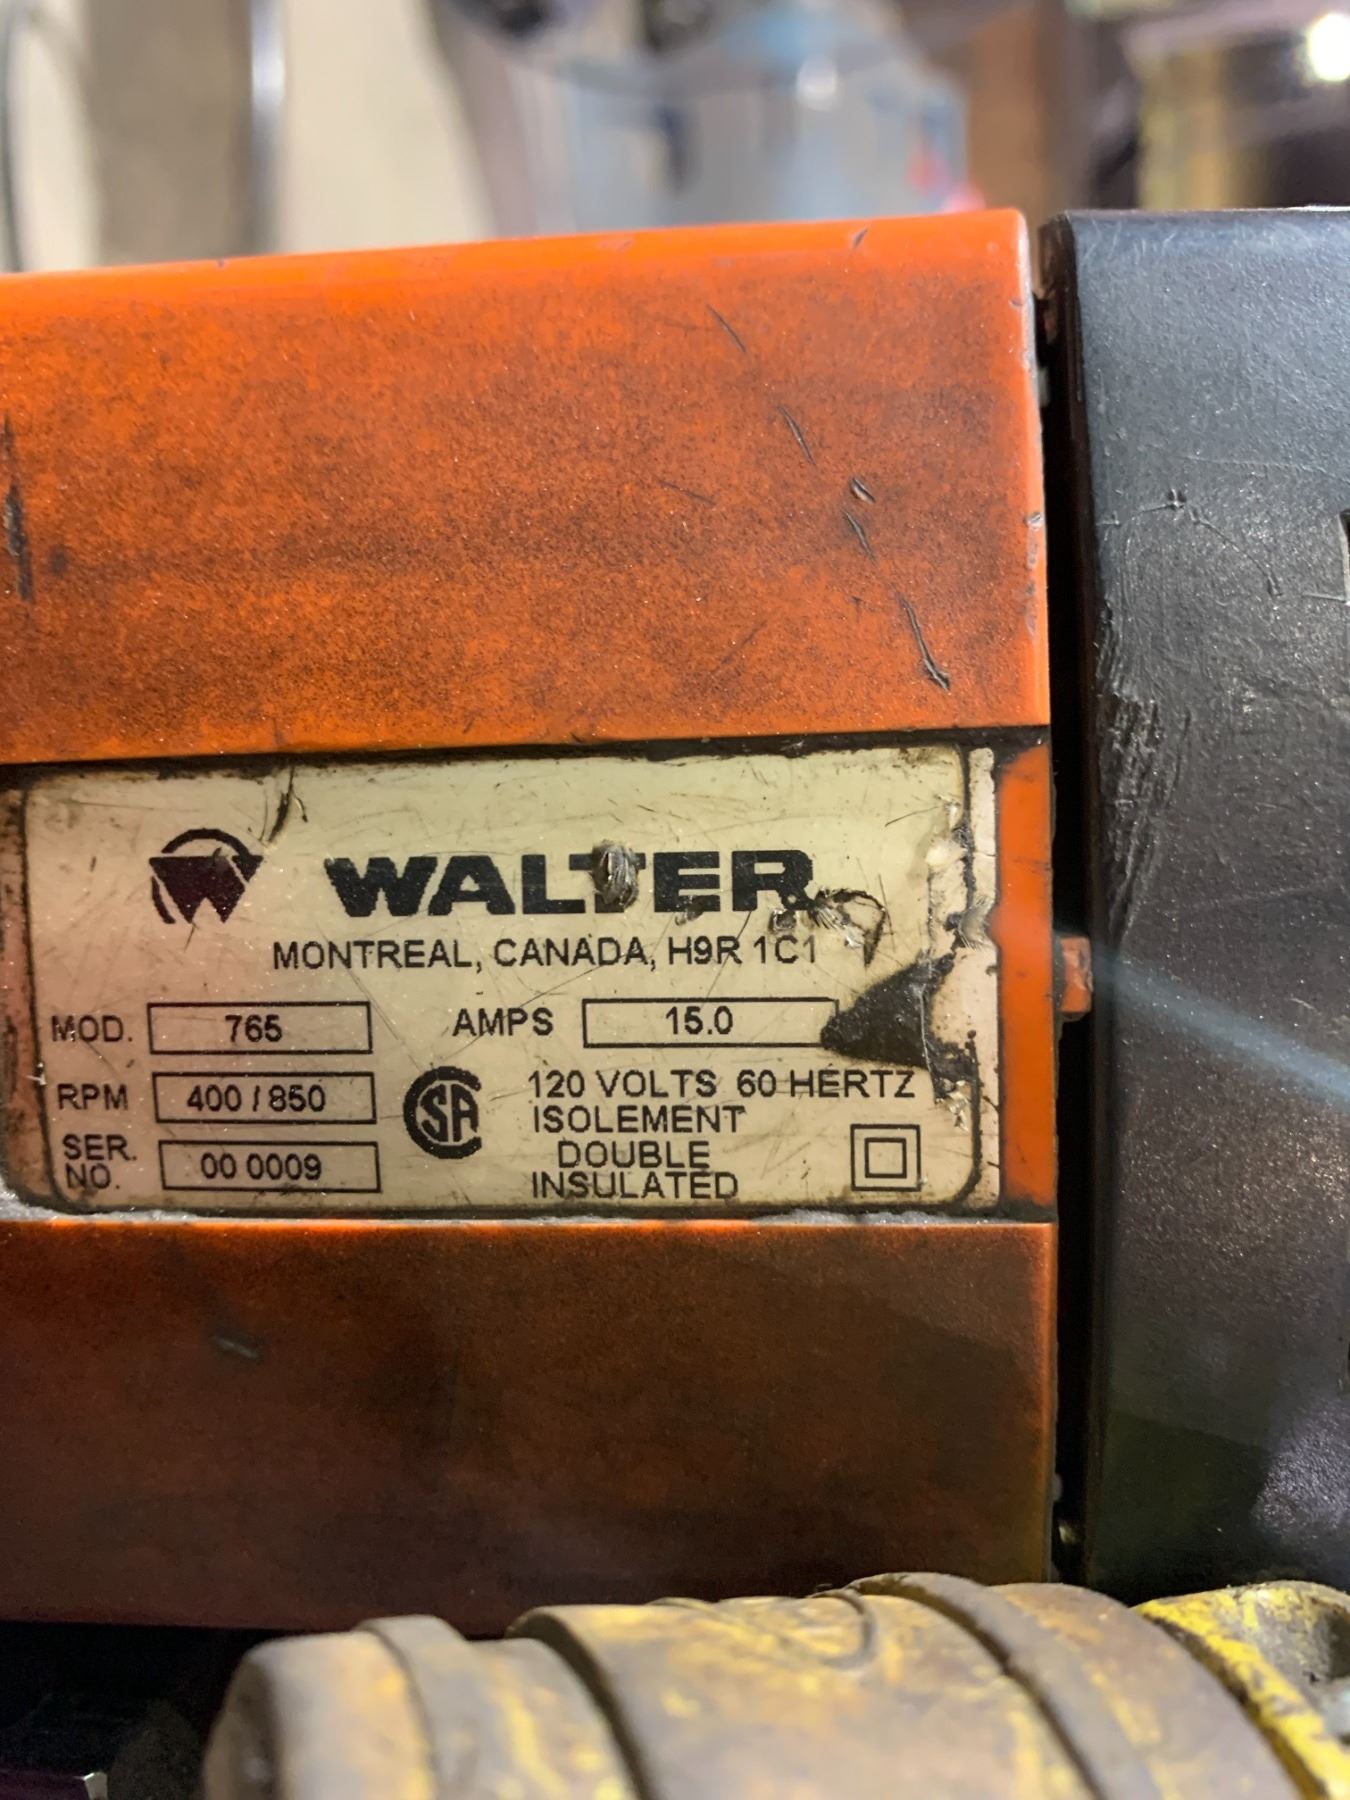 W WALTER
MONTREAL, CANADA, H9R 1C1
MOD. 765 AMPS 15.0
RPM 400 / 850
SER. NO. 00 0009
CSA
120 VOLTS 60 HERTZ
ISOLEMENT
DOUBLE
INSULATED